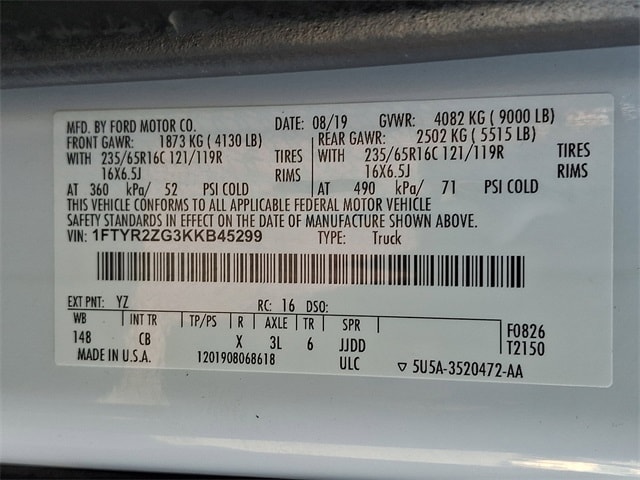 MFD. BY FORD MOTOR CO. DATE: 08/19 GVWR: 4082 KG ( 9000 LB)
FRONT GAWR: 1873 KG ( 4130 LB) REAR GAWR: 2502 KG ( 5515 LB)
WITH 235/65R16C 121/119R TIRES WITH 235/65R16C 121/119R TIRES
16X6.5J RIMS 16X6.5J RIMS
AT 360 kPa/ 52 PSI COLD AT 490 kPa/ 71 PSI COLD
THIS VEHICLE CONFORMS TO ALL APPLICABLE FEDERAL MOTOR VEHICLE
SAFETY STANDARDS IN EFFECT ON THE DATE OF MANUFACTURE SHOWN ABOVE.
VIN: 1FTYR2ZG3KKB45299 TYPE: Truck
EXT PNT: YZ RC: 16 DSO:
WB INT TR TP/PS R AXLE TR SPR F0826
148 CB X 3L 6 JJDD T2150
MADE IN U.S.A. 1201908068618 ULC ▽ 5U5A-3520472-AA